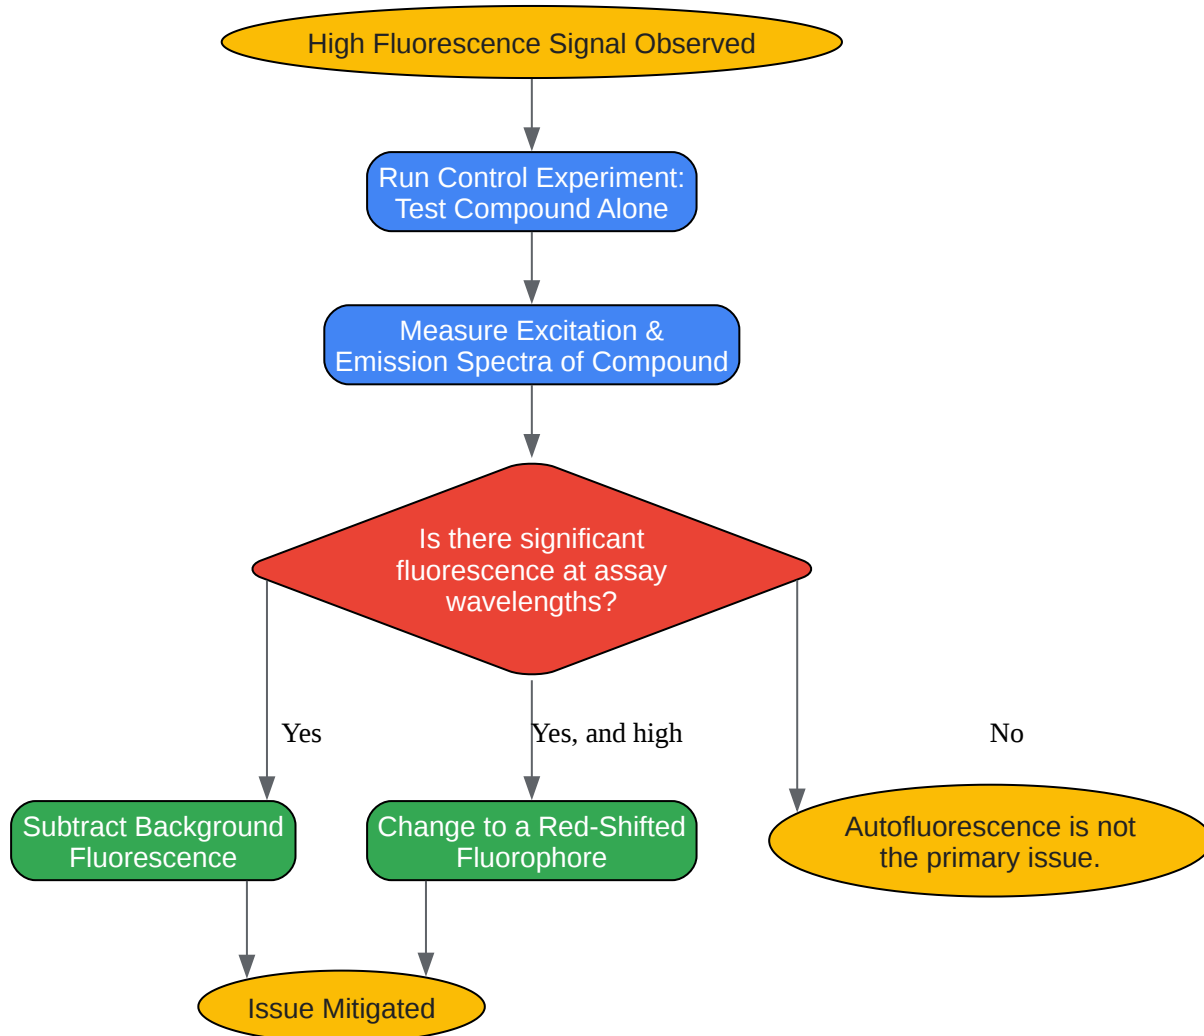 High Fluorescence Signal Observed
Run Control Experiment:
Test Compound Alone
Measure Excitation &
Emission Spectra of Compound
Is there significant
fluorescence at assay
wavelengths?
Yes
Yes, and high
No
Subtract Background
Fluorescence
Change to a Red-Shifted
Fluorophore
Autofluorescence is not
the primary issue.
Issue Mitigated